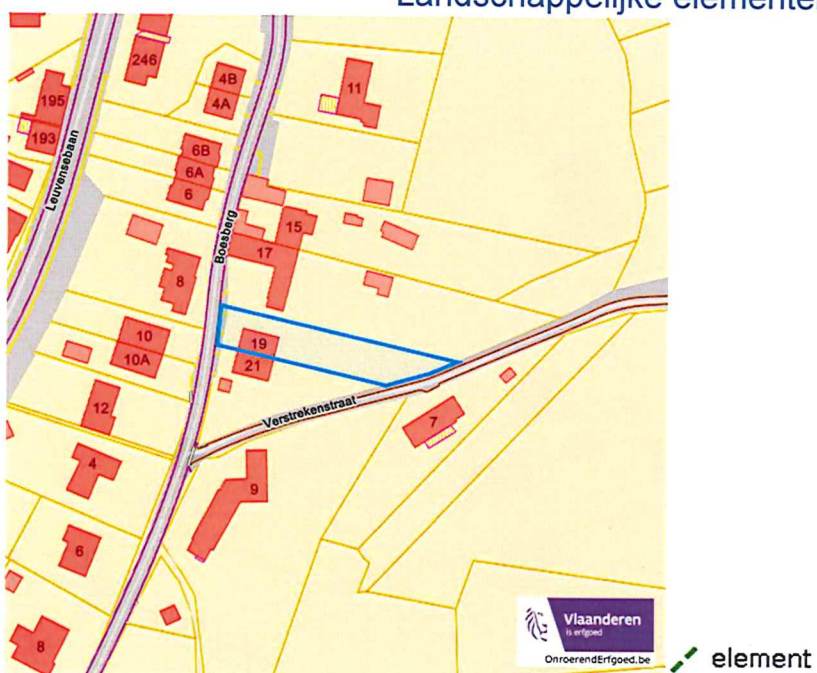 Landschappelijke elementen
246
4B
4A
11
195
193
Leuvensebaan
6B
6A
6
Boesberg
15
17
8
19
21
10
10A
12
Verstrekenstraat
7
4
9
6
8
Vlaanderen
is erfgoed
OnroerendErfgoed.be
element